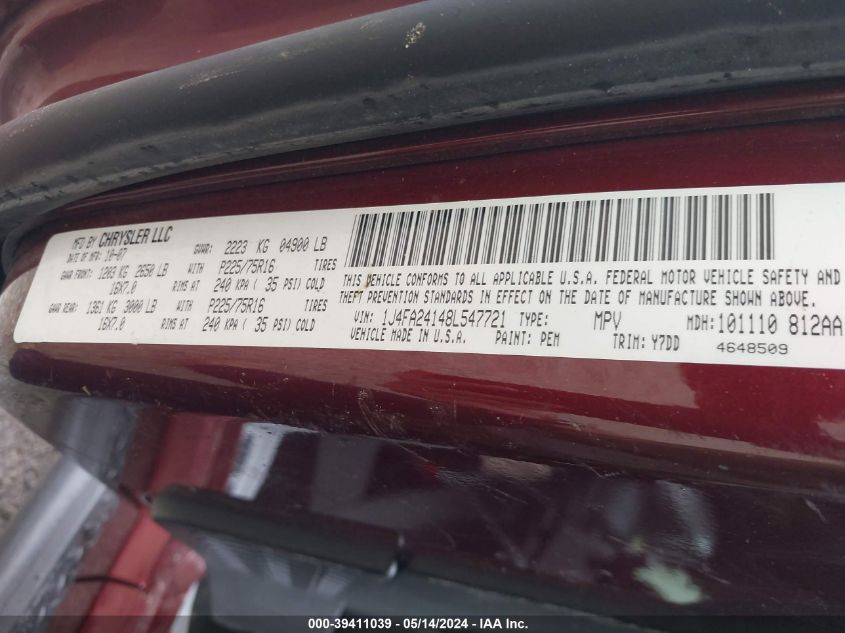 MFD BY CHRYSLER LLC
DATE OF MFR: 10-07 GVWR: 2223 KG 04900 LB
GAWR FRONT: 1203 KG 2650 LB WITH P225/75R16 TIRES
16X7.0 RIMS AT 240 KPA ( 35 PSI) COLD
GAWR REAR: 1361 KG 3000 LB WITH P225/75R16 TIRES
16X7.0 RIMS AT 240 KPA ( 35 PSI) COLD
THIS VEHICLE CONFORMS TO ALL APPLICABLE U.S.A. FEDERAL MOTOR VEHICLE SAFETY AND
THEFT PREVENTION STANDARDS IN EFFECT ON THE DATE OF MANUFACTURE SHOWN ABOVE.
VIN: 1J4FA24148L547721 TYPE: MPV MDH: 101110 812AA
VEHICLE MADE IN U.S.A. PAINT: PEM TRIM: Y7DD 4648509
000-39411039 - 05/14/2024 - IAA Inc.